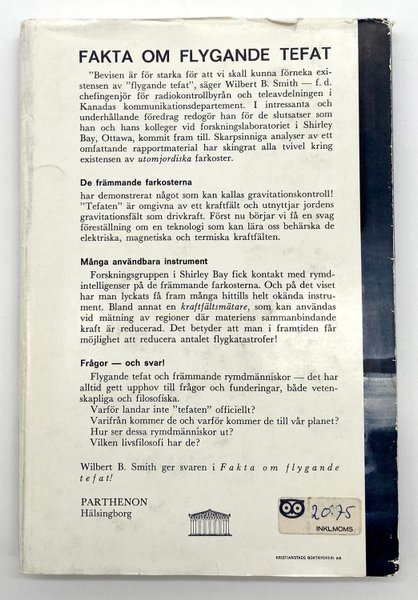 FAKTA OM FLYGANDE TEFAT
"Bevisen är för starka för att vi skall kunna förneka exi-
stensen av "flygande tefat", säger Wilbert B. Smith — f. d.
chefingenjör för radiokontrollbyrån och teleavdelningen i
Kanadas kommunikationsdepartement. I intressanta och
underhållande föredrag redogör han för de slutsatser som
han och hans kolleger vid forskningslaboratoriet i Shirley
Bay, Ottawa, kommit fram till. Skarpsinniga analyser av ett
omfattande rapportmaterial har skingrat alla tvivel kring
existensen av utomjordiska farkoster.
De främmande farkosterna
har demonstrerat något som kan kallas gravitationskontroll!
"Tefaten" är omgivna av ett kraftfält och utnyttjar jordens
gravitationsfält som drivkraft. Först nu börjar vi få en svag
föreställning om en teknologi som kan lära oss behärska de
elektriska, magnetiska och termiska kraftfälten.
Många användbara instrument
Forskningsgruppen i Shirley Bay fick kontakt med rymd-
intelligenser på de främmande farkosterna. Och på det viset
har man lyckats få fram många hittills helt okända instru-
ment. Bland annat en kraftfältsmätare, som kan användas
vid mätning av regioner där materiens sammanbindande
kraft är reducerad. Det betyder att man i framtiden får
möjlighet att reducera antalet flygkatastrofer!
Frågor — och svar!
Flygande tefat och främmande rymdmänniskor — det har
alltid gett upphov till frågor och funderingar, både veten-
skapliga och filosofiska.
Varför landar inte "tefaten" officiellt?
Varifrån kommer de och varför kommer de till vår planet?
Hur ser dessa rymdmänniskor ut?
Vilken livsfilosofi har de?
Wilbert B. Smith ger svaren i Fakta om flygande
tefat!
PARTHENON
Hälsingborg
20:75
INKL.MOMS
KRISTIANSTADS BOKTRYCKERI AB